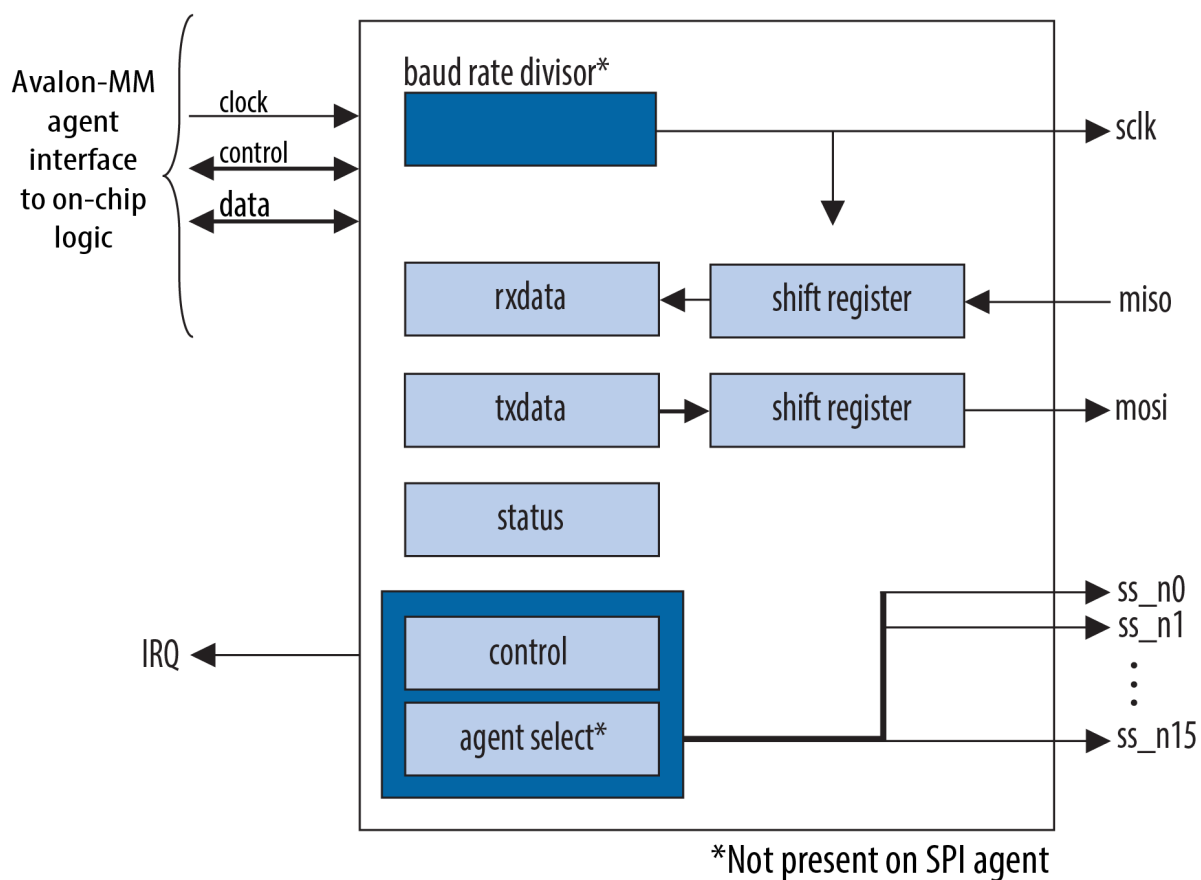 Avalon-MM
agent
interface
to on-chip
logic
clock
control
data
baud rate divisor*
sclk
rxdata
shift register
miso
txdata
shift register
mosi
status
IRQ
control
agent select*
ss_n0
ss_n1
ss_n15
*Not present on SPI agent